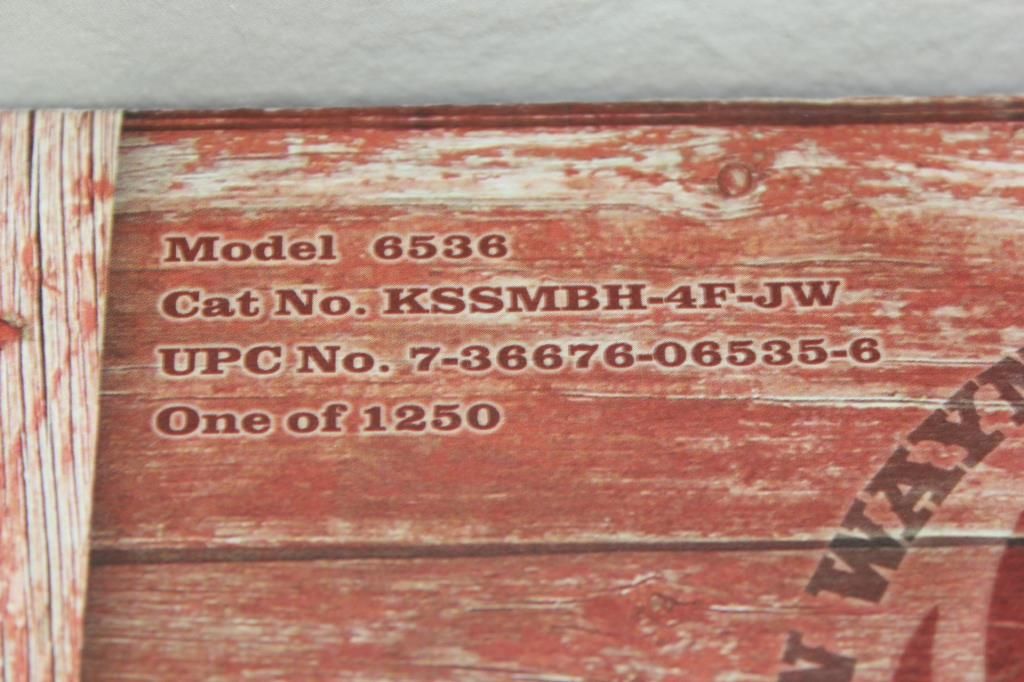 Model 6536
Cat No. KSSMBH-4F-JW
UPC No. 7-36676-06535-6
One of 1250